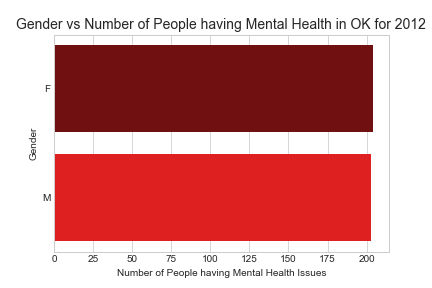 Gender vs Number of People having Mental Health in OK for 2012
F
Gender
M
0 25 50 75 100 125 150 175 200
Number of People having Mental Health Issues